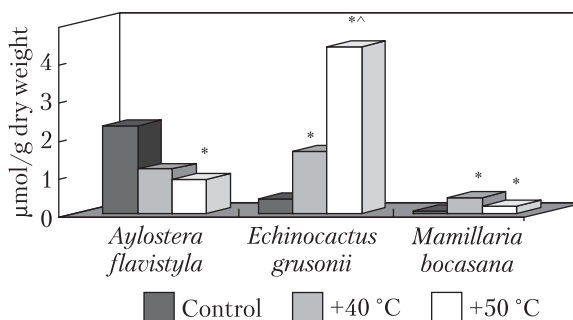 µmol/g dry weight
4
3
2
1
0
*
*
*^
*
*
Aylostera flavistyla
Echinocactus grusonii
Mamillaria bocasana
Control
+40 °C
+50 °C